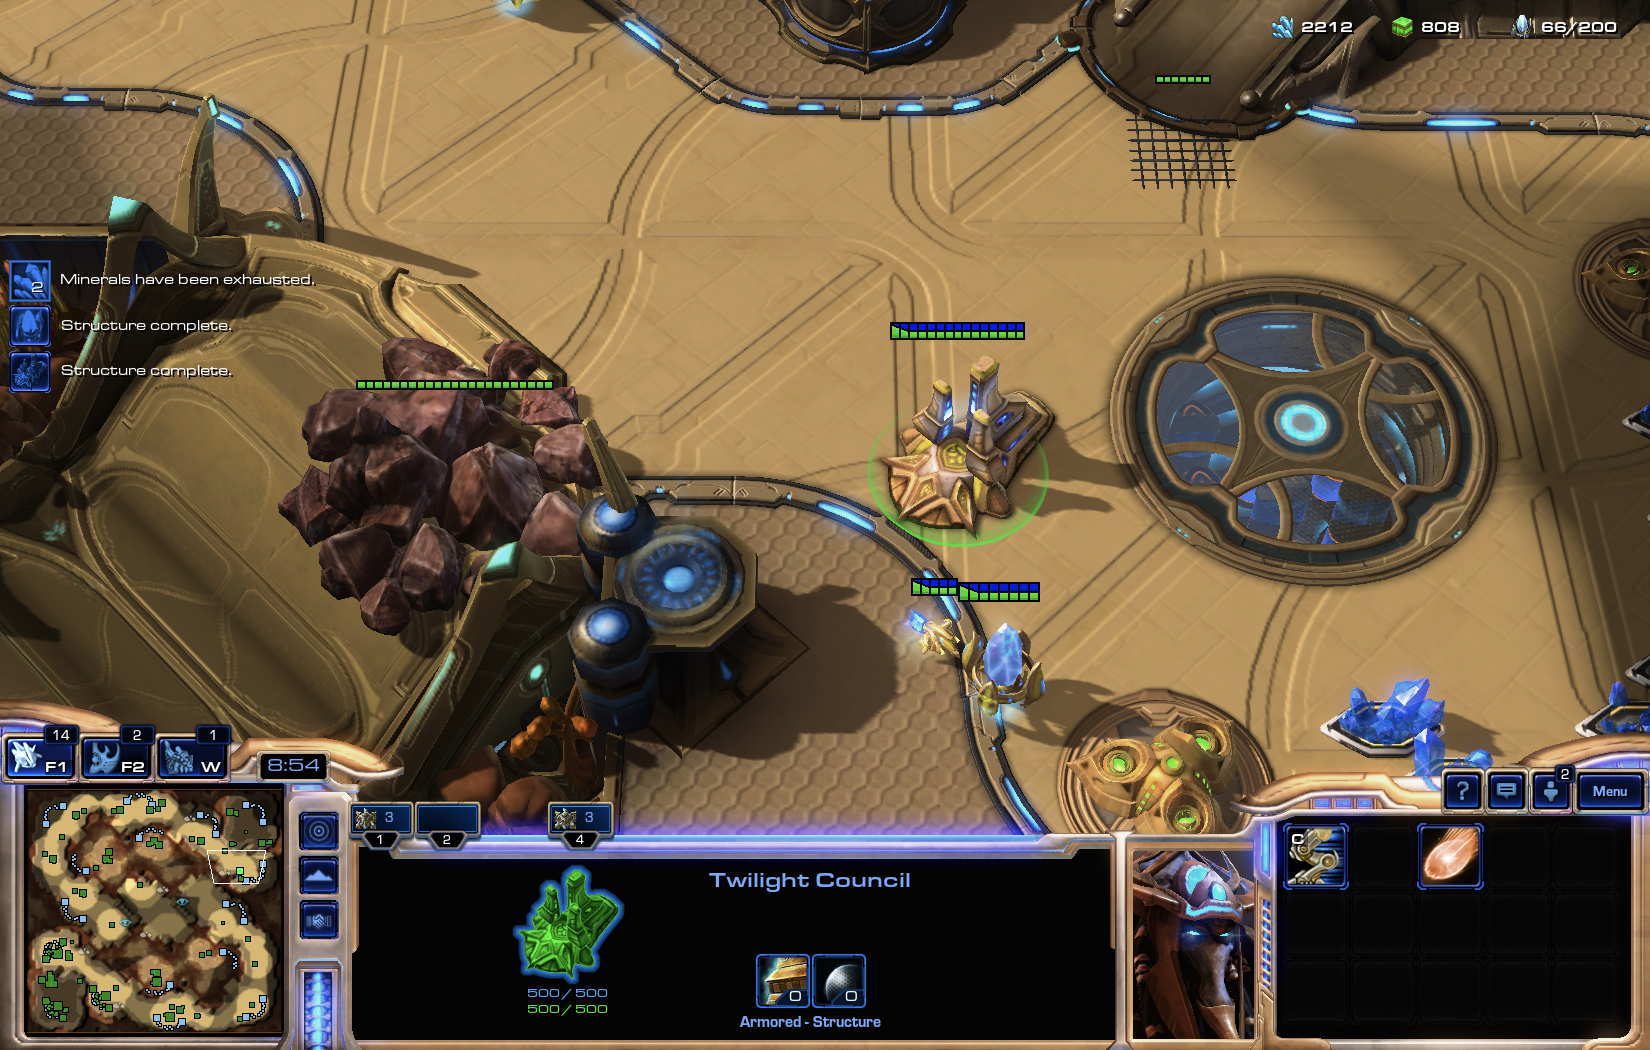 2212 808 66/200
2 Minerals have been exhausted.
Structure complete.
Structure complete.
14 2 1
F1 F2 W
8:54
2
? Menu
3 3
1 2 4
Twilight Council
C
500/500
500/500
0 0
Armored - Structure